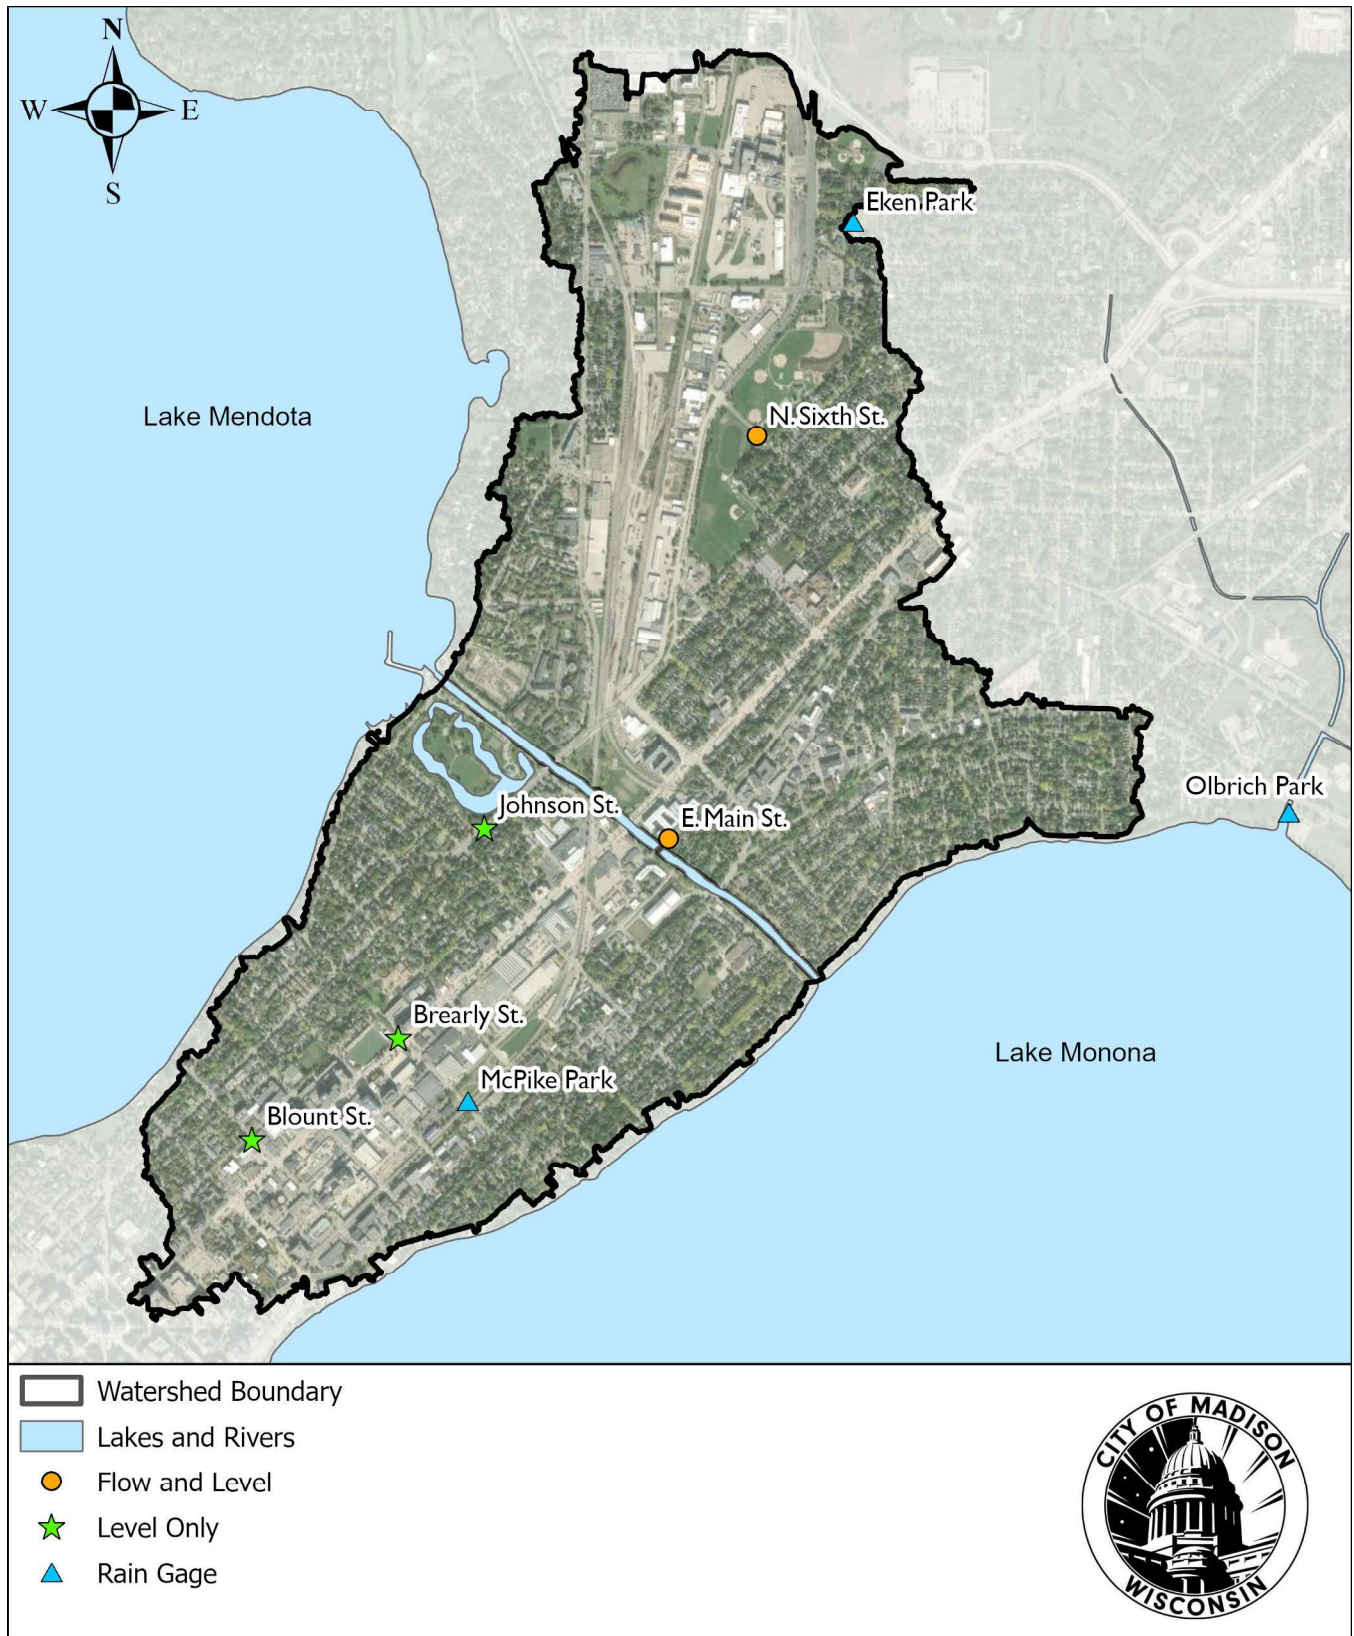 N
W E
S
Eken Park
Lake Mendota
N. Sixth St.
Olbrich Park
Johnson St.
E. Main St.
Brearly St.
Lake Monona
McPike Park
Blount St.
Watershed Boundary
Lakes and Rivers
Flow and Level
Level Only
Rain Gage
CITY OF MADISON
WISCONSIN